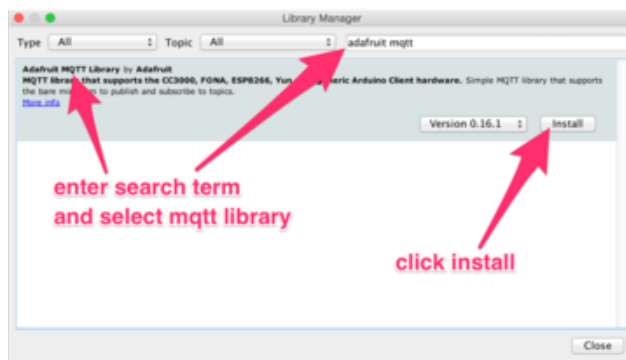 Library Manager
Type All Topic All adafruit mqtt
Adafruit MQTT Library by Adafruit
MQTT library that supports the CC3000, FONA, ESP8266, Yun, eric Arduino Client hardware. Simple MQTT library that supports
the bare to publish and subscribe to topics.
More info
Version 0.16.1 Install
enter search term
and select mqtt library
click install
Close